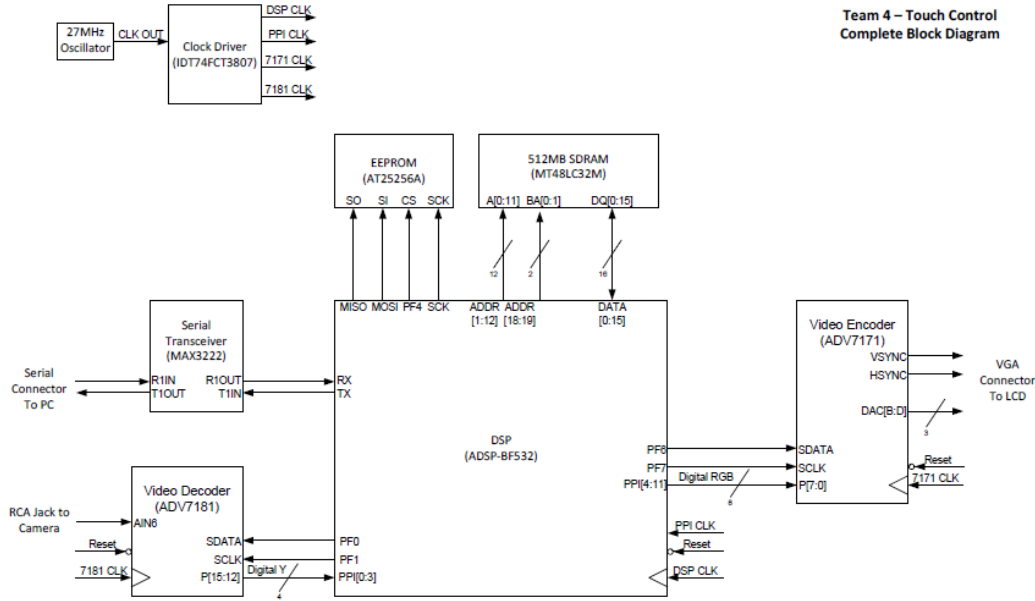 Team 4 – Touch Control
Complete Block Diagram
27MHz
Oscillator
CLK OUT
Clock Driver
(IDT74FCT3807)
DSP CLK
PPI CLK
7171 CLK
7181 CLK
EEPROM
(AT25256A)
SO SI CS SCK
512MB SDRAM
(MT48LC32M)
A[0:11] BA[0:1] DQ[0:15]
12 2 16
MISO MOSI PF4 SCK
ADDR ADDR DATA
[1:12] [18:19] [0:15]
Serial
Transceiver
(MAX3222)
R1IN R1OUT
T1OUT T1IN
Serial
Connector
To PC
RX
TX
DSP
(ADSP-BF532)
Video Encoder
(ADV7171)
VSYNC
HSYNC
DAC[B:D]
3
VGA
Connector
To LCD
PF6
PF7
PPI[4:11]
Digital RGB
8
SDATA
SCLK
P[7:0]
Reset
7171 CLK
Video Decoder
(ADV7181)
RCA Jack to
Camera
AIN6
Reset
7181 CLK
SDATA
SCLK
P[15:12]
Digital Y
4
PF0
PF1
PPI[0:3]
PPI CLK
Reset
DSP CLK